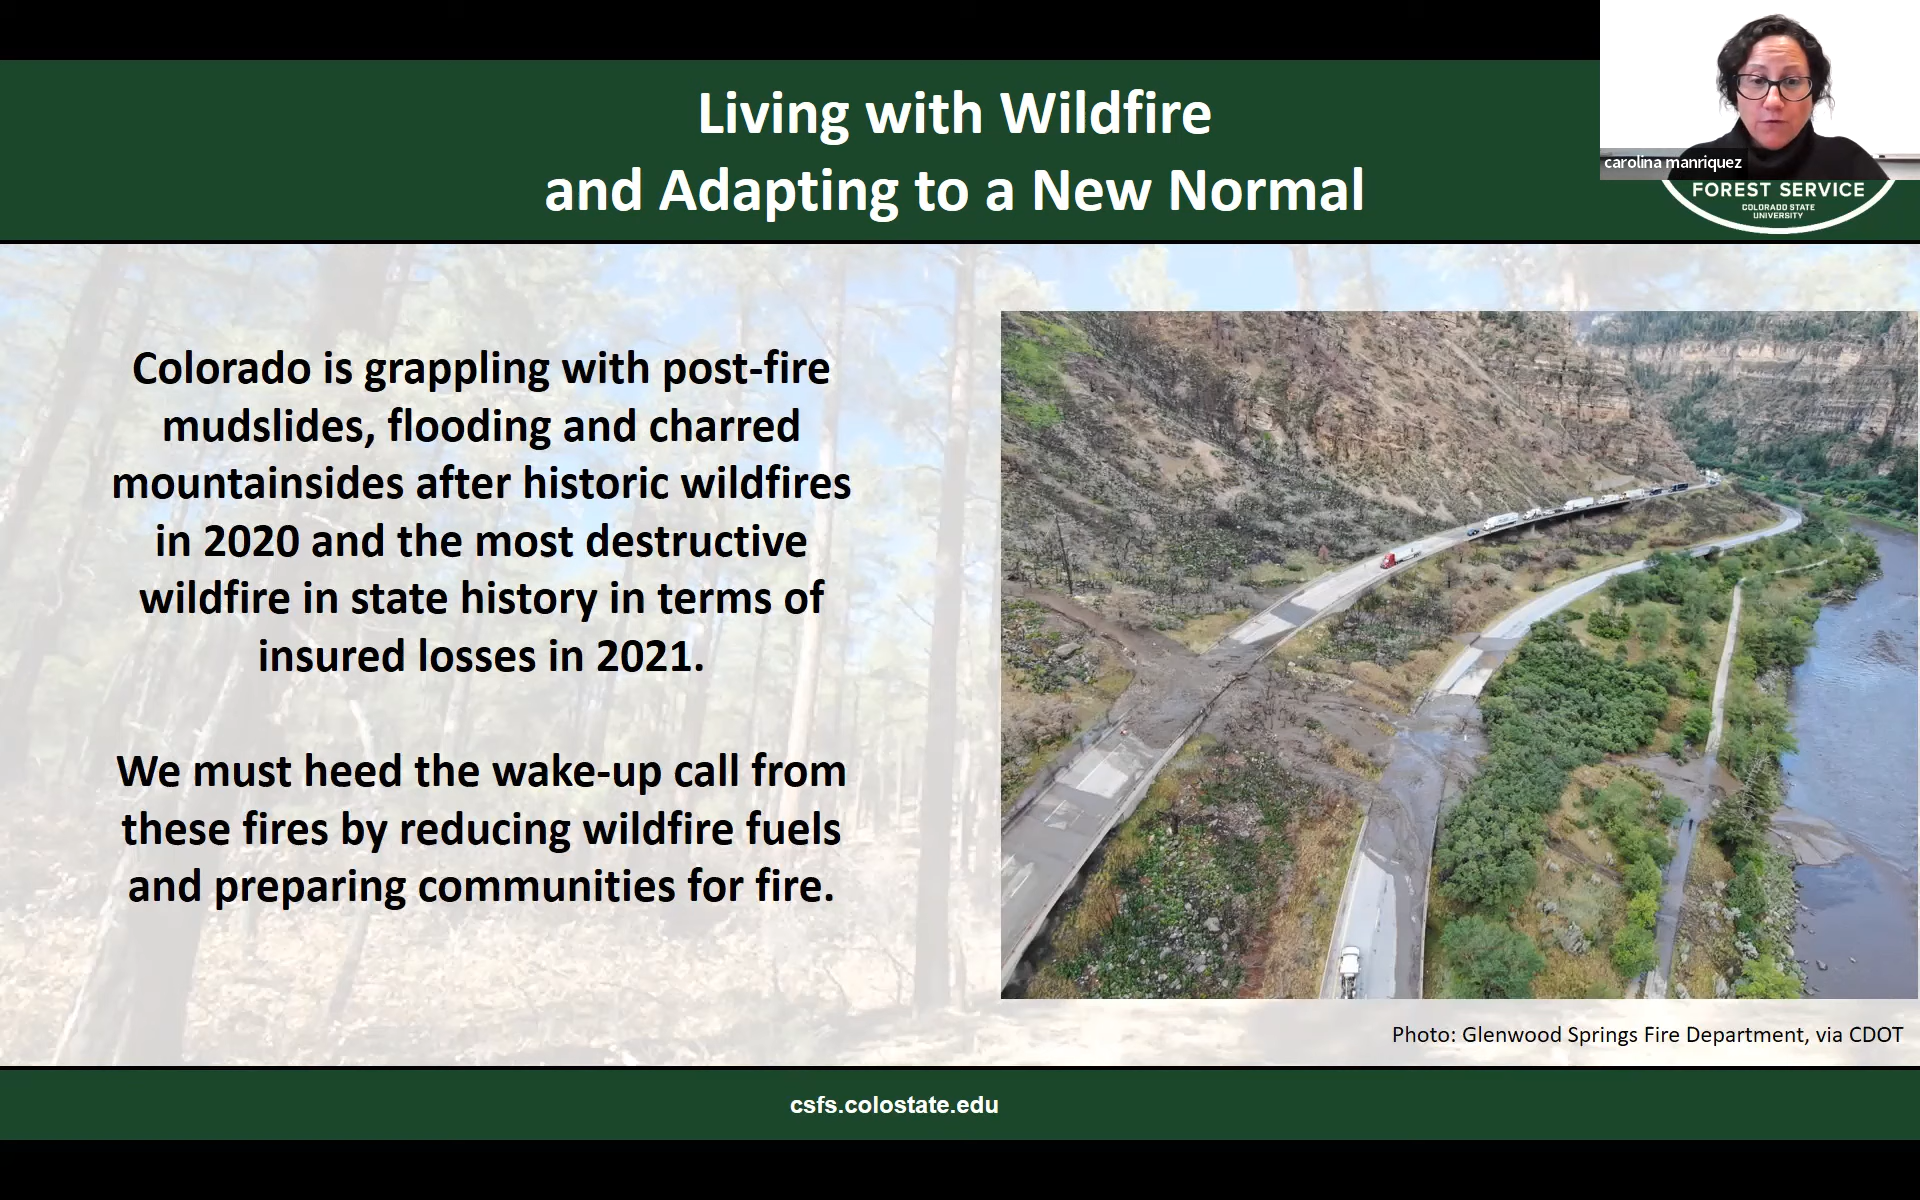 Living with Wildfire
and Adapting to a New Normal
carolina manriquez
FOREST SERVICE
COLORADO STATE
UNIVERSITY
Colorado is grappling with post-fire
mudslides, flooding and charred
mountainsides after historic wildfires
in 2020 and the most destructive
wildfire in state history in terms of
insured losses in 2021.
We must heed the wake-up call from
these fires by reducing wildfire fuels
and preparing communities for fire.
Photo: Glenwood Springs Fire Department, via CDOT
csfs.colostate.edu